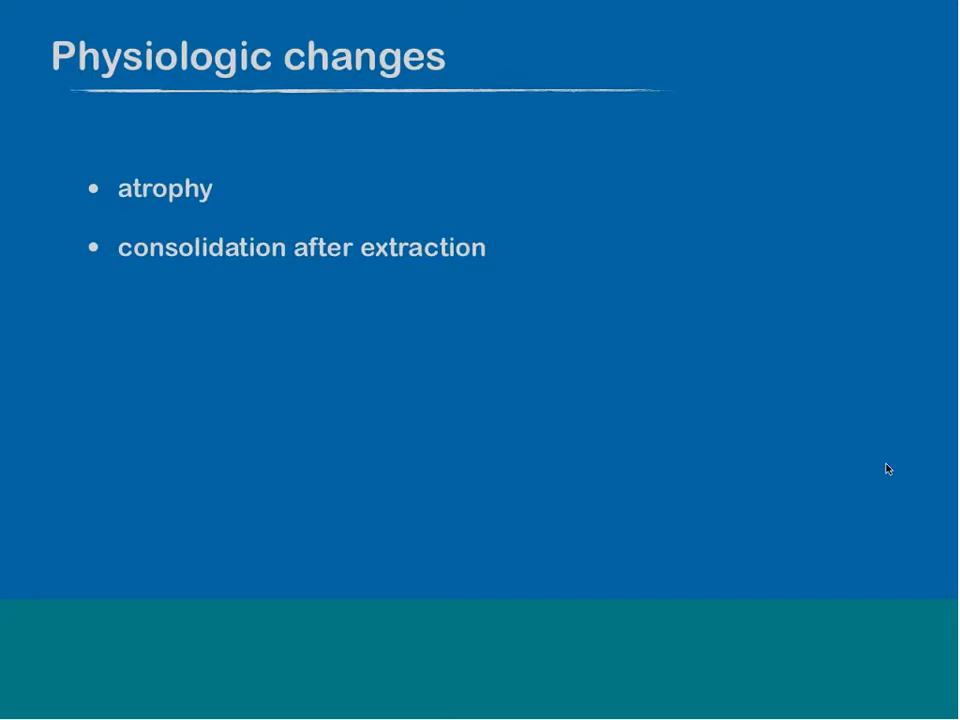 Physiologic changes
• atrophy
• consolidation after extraction